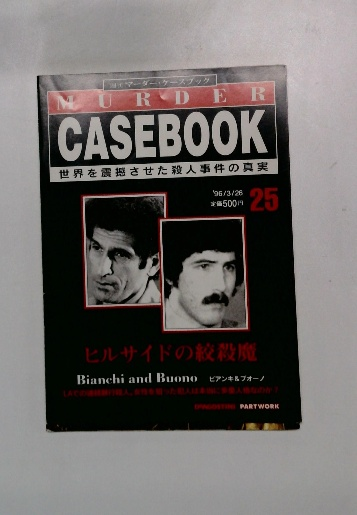 週刊マーダー・ケースブック
MURDER
CASEBOOK
世界を震撼させた殺人事件の真実
'96/3/26
定価500円
25
ヒルサイドの絞殺魔
Bianchi and Buono ビアンキ&ブオーノ
DeAGOSTINI PARTWORK